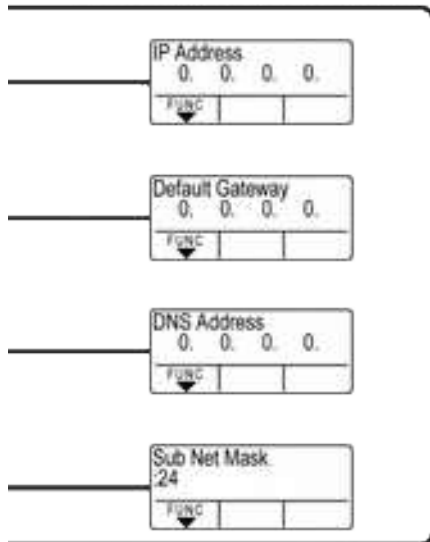 IP Address
0. 0. 0. 0.
FUNC
Default Gateway
0. 0. 0. 0.
FUNC
DNS Address
0. 0. 0. 0.
FUNC
Sub Net Mask
:24
FUNC